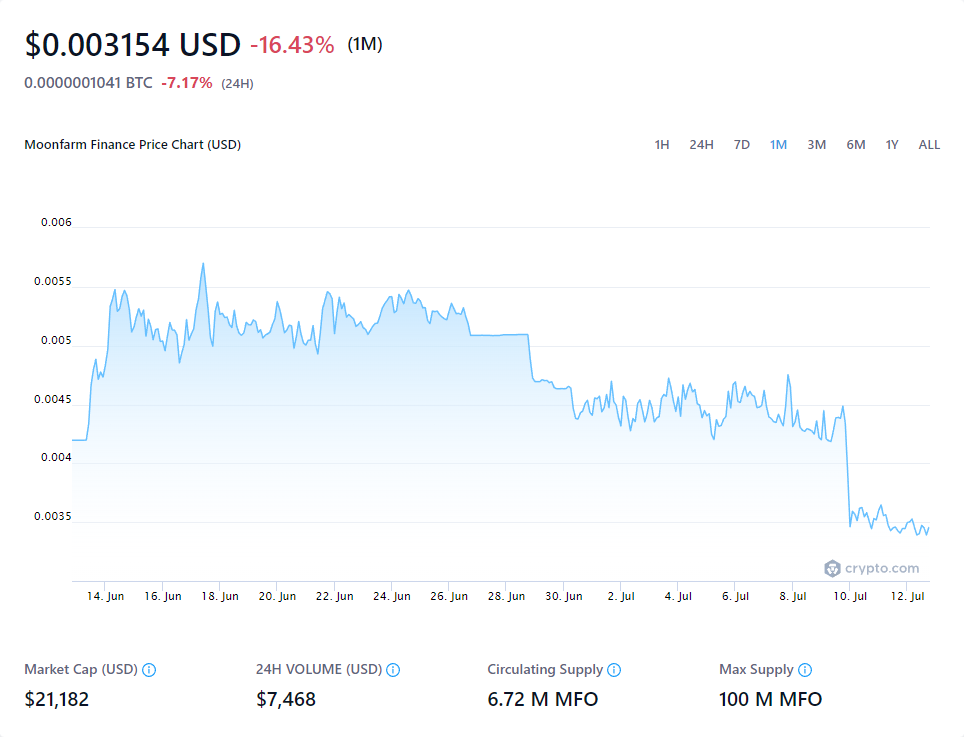 $0.003154 USD -16.43% (1M)
0.0000001041 BTC -7.17% (24H)
Moonfarm Finance Price Chart (USD) 1H 24H 7D 1M 3M 6M 1Y ALL
0.006
0.0055
0.005
0.0045
0.004
0.0035
crypto.com
14. Jun 16. Jun 18. Jun 20. Jun 22. Jun 24. Jun 26. Jun 28. Jun 30. Jun 2. Jul 4. Jul 6. Jul 8. Jul 10. Jul 12. Jul
Market Cap (USD) 24H VOLUME (USD) Circulating Supply Max Supply
$21,182 $7,468 6.72 M MFO 100 M MFO